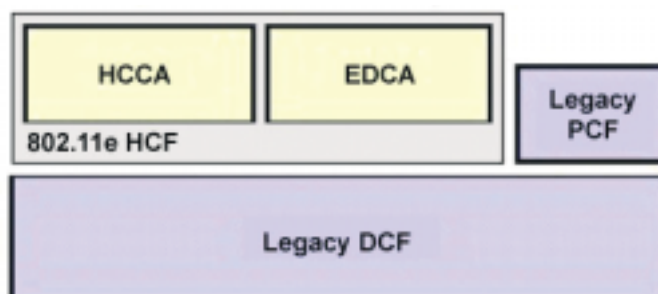 HCCA
EDCA
802.11e HCF
Legacy
PCF
Legacy DCF